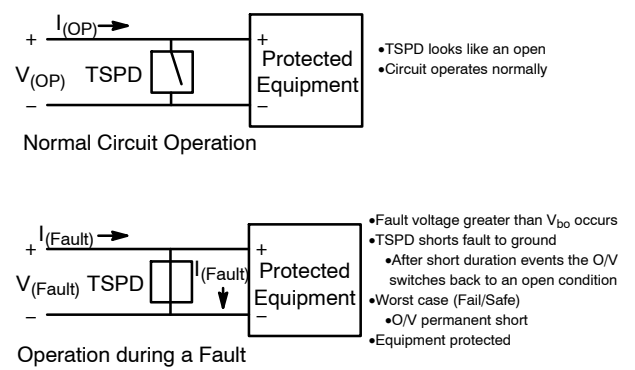 I(OP)
+
V(OP)
−
TSPD
+
Protected
Equipment
−
•TSPD looks like an open
•Circuit operates normally
Normal Circuit Operation
I(Fault)
+
V(Fault)
−
TSPD
I(Fault)
+
Protected
Equipment
−
•Fault voltage greater than Vbo occurs
•TSPD shorts fault to ground
•After short duration events the O/V
switches back to an open condition
•Worst case (Fail/Safe)
•O/V permanent short
•Equipment protected
Operation during a Fault